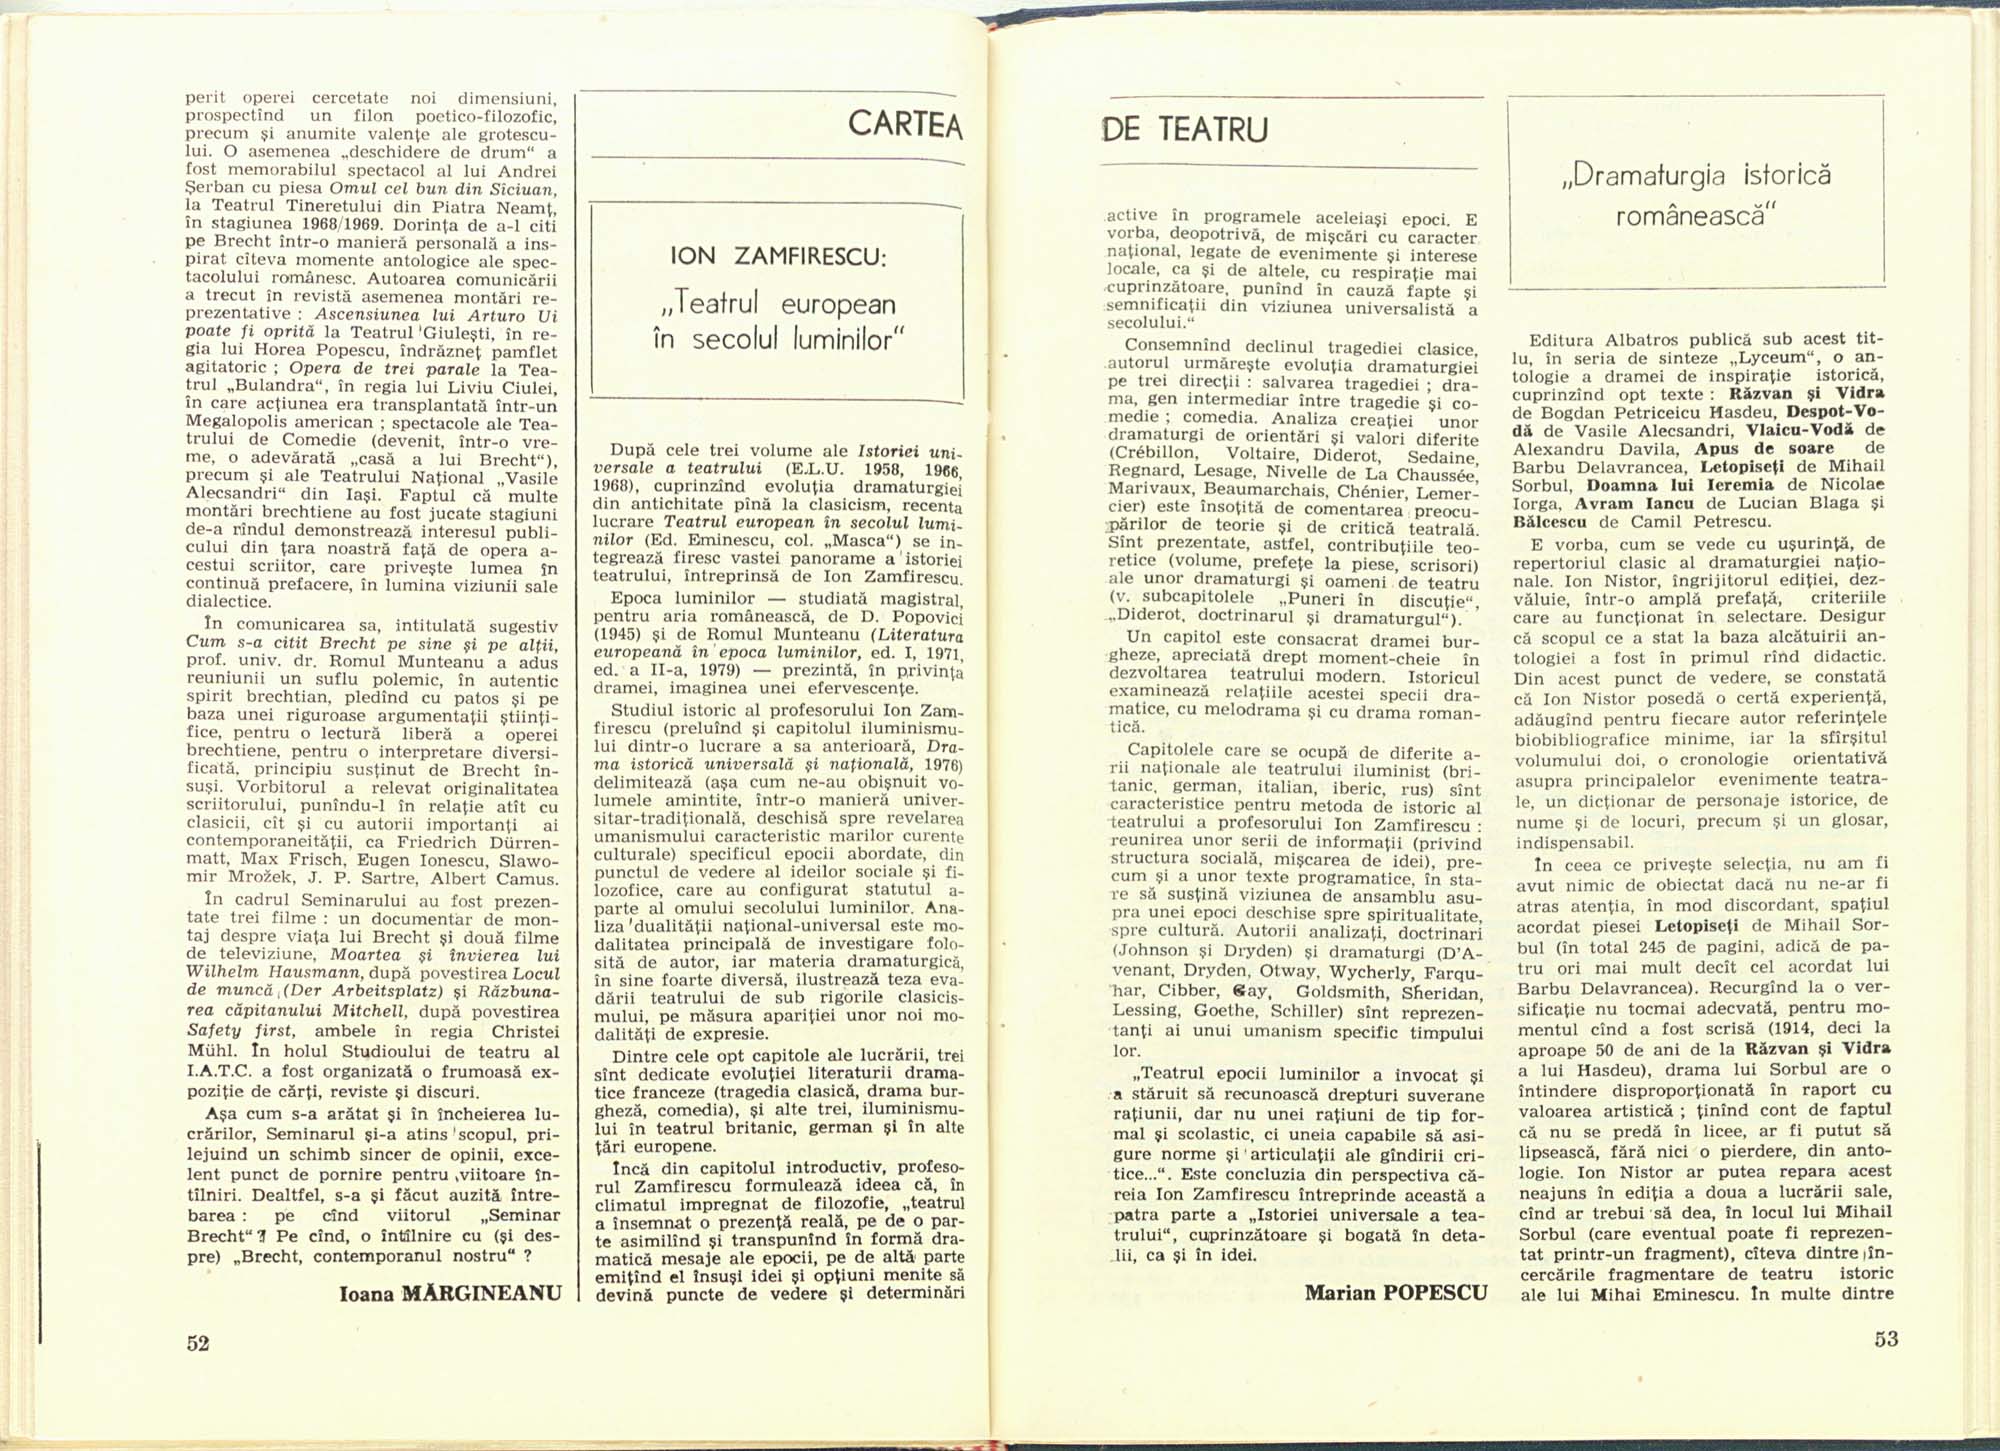 perit operei cercetate noi dimensiuni,
prospectînd un filon poetico-filozofic,
precum și anumite valențe ale grotescu-
lui. O asemenea „deschidere de drum“ a
fost memorabilul spectacol al lui Andrei
Șerban cu piesa Omul cel bun din Siciuan,
la Teatrul Tineretului din Piatra Neamț,
în stagiunea 1968/1969. Dorința de a-l citi
pe Brecht într-o manieră personală a ins-
pirat cîteva momente antologice ale spec-
tacolului românesc. Autoarea comunicării
a trecut în revistă asemenea montări re-
prezentative : Ascensiunea lui Arturo Ui
poate fi oprită la Teatrul Giulești, în re-
gia lui Horea Popescu, îndrăzneț pamflet
agitatoric ; Opera de trei parale la Tea-
trul „Bulandra“, în regia lui Liviu Ciulei,
în care acțiunea era transplantată într-un
Megalopolis american ; spectacole ale Tea-
trului de Comedie (devenit, într-o vre-
me, o adevărată „casă a lui Brecht“),
precum și ale Teatrului Național „Vasile
Alecsandri“ din Iași. Faptul că multe
montări brechtiene au fost jucate stagiuni
de-a rîndul demonstrează interesul publi-
cului din țara noastră față de opera a-
cestui scriitor, care privește lumea în
continuă prefacere, în lumina viziunii sale
dialectice.
În comunicarea sa, intitulată sugestiv
Cum s-a citit Brecht pe sine și pe alții,
prof. univ. dr. Romul Munteanu a adus
reuniunii un suflu polemic, în autentic
spirit brechtian, pledînd cu patos și pe
baza unei riguroase argumentații științi-
fice, pentru o lectură liberă a operei
brechtiene, pentru o interpretare diversi-
ficată, principiu susținut de Brecht în-
suși. Vorbitorul a relevat originalitatea
scriitorului, punîndu-l în relație atît cu
clasicii, cît și cu autorii importanți ai
contemporaneității, ca Friedrich Dürren-
matt, Max Frisch, Eugen Ionescu, Slawo-
mir Mrožek, J. P. Sartre, Albert Camus.
În cadrul Seminarului au fost prezen-
tate trei filme : un documentar de mon-
taj despre viața lui Brecht și două filme
de televiziune, Moartea și învierea lui
Wilhelm Hausmann, după povestirea Locul
de muncă (Der Arbeitsplatz) și Răzbuna-
rea căpitanului Mitchell, după povestirea
Safety first, ambele în regia Christei
Mühl. În holul Studioului de teatru al
I.A.T.C. a fost organizată o frumoasă ex-
poziție de cărți, reviste și discuri.
Așa cum s-a arătat și în încheierea lu-
crărilor, Seminarul și-a atins scopul, pri-
lejuind un schimb sincer de opinii, exce-
lent punct de pornire pentru viitoare în-
tîlniri. Dealtfel, s-a și făcut auzită între-
barea : pe cînd viitorul „Seminar
Brecht“ ? Pe cînd, o întîlnire cu (și des-
pre) „Brecht, contemporanul nostru“ ?
Ioana MĂRGINEANU
52
CARTEA
ION ZAMFIRESCU:
„Teatrul european
în secolul luminilor“
După cele trei volume ale Istoriei uni-
versale a teatrului (E.L.U. 1958, 1966,
1968), cuprinzînd evoluția dramaturgiei
din antichitate pînă la clasicism, recenta
lucrare Teatrul european în secolul lumi-
nilor (Ed. Eminescu, col. „Masca“) se in-
tegrează firesc vastei panorame a istoriei
teatrului, întreprinsă de Ion Zamfirescu.
Epoca luminilor — studiată magistral,
pentru aria românească, de D. Popovici
(1945) și de Romul Munteanu (Literatura
europeană în epoca luminilor, ed. I, 1971,
ed. a II-a, 1979) — prezintă, în privința
dramei, imaginea unei efervescențe.
Studiul istoric al profesorului Ion Zam-
firescu (preluînd și capitolul iluminismu-
lui dintr-o lucrare a sa anterioară, Dra-
ma istorică universală și națională, 1976)
delimitează (așa cum ne-au obișnuit vo-
lumele amintite, într-o manieră univer-
sitar-tradițională, deschisă spre revelarea
umanismului caracteristic marilor curente
culturale) specificul epocii abordate, din
punctul de vedere al ideilor sociale și fi-
lozofice, care au configurat statutul a-
parte al omului secolului luminilor. Ana-
liza dualității național-universal este mo-
dalitatea principală de investigare folo-
sită de autor, iar materia dramaturgică,
în sine foarte diversă, ilustrează teza eva-
dării teatrului de sub rigorile clasicis-
mului, pe măsura apariției unor noi mo-
dalități de expresie.
Dintre cele opt capitole ale lucrării, trei
sînt dedicate evoluției literaturii drama-
tice franceze (tragedia clasică, drama bur-
gheză, comedia), și alte trei, iluminismu-
lui în teatrul britanic, german și în alte
țări europene.
Încă din capitolul introductiv, profeso-
rul Zamfirescu formulează ideea că, în
climatul impregnat de filozofie, „teatrul
a însemnat o prezență reală, pe de o par-
te asimilînd și transpunînd în formă dra-
matică mesaje ale epocii, pe de altă parte
emițînd el însuși idei și opțiuni menite să
devină puncte de vedere și determinări
DE TEATRU
active în programele aceleiași epoci. E
vorba, deopotrivă, de mișcări cu caracter
național, legate de evenimente și interese
locale, ca și de altele, cu respirație mai
cuprinzătoare, punînd în cauză fapte și
semnificații din viziunea universalistă a
secolului.“
Consemnînd declinul tragediei clasice,
autorul urmărește evoluția dramaturgiei
pe trei direcții : salvarea tragediei ; dra-
ma, gen intermediar între tragedie și co-
medie ; comedia. Analiza creației unor
dramaturgi de orientări și valori diferite
(Crébillon, Voltaire, Diderot, Sedaine,
Regnard, Lesage, Nivelle de La Chaussée,
Marivaux, Beaumarchais, Chénier, Lemer-
cier) este însoțită de comentarea preocu-
părilor de teorie și de critică teatrală.
Sînt prezentate, astfel, contribuțiile teo-
retice (volume, prefețe la piese, scrisori)
ale unor dramaturgi și oameni de teatru
(v. subcapitolele „Puneri în discuție“,
„Diderot, doctrinarul și dramaturgul“).
Un capitol este consacrat dramei bur-
gheze, apreciată drept moment-cheie în
dezvoltarea teatrului modern. Istoricul
examinează relațiile acestei specii dra-
matice, cu melodrama și cu drama roman-
tică.
Capitolele care se ocupă de diferite a-
rii naționale ale teatrului iluminist (bri-
tanic, german, italian, iberic, rus) sînt
caracteristice pentru metoda de istoric al
teatrului a profesorului Ion Zamfirescu :
reunirea unor serii de informații (privind
structura socială, mișcarea de idei), pre-
cum și a unor texte programatice, în sta-
re să susțină viziunea de ansamblu asu-
pra unei epoci deschise spre spiritualitate,
spre cultură. Autorii analizați, doctrinari
(Johnson și Dryden) și dramaturgi (D'A-
venant, Dryden, Otway, Wycherly, Farqu-
har, Cibber, Gay, Goldsmith, Sheridan,
Lessing, Goethe, Schiller) sînt reprezen-
tanți ai unui umanism specific timpului
lor.
„Teatrul epocii luminilor a invocat și
a stăruit să recunoască drepturi suverane
rațiunii, dar nu unei rațiuni de tip for-
mal și scolastic, ci uneia capabile să asi-
gure norme și articulații ale gîndirii cri-
tice...“. Este concluzia din perspectiva că-
reia Ion Zamfirescu întreprinde această a
patra parte a „Istoriei universale a tea-
trului“, cuprinzătoare și bogată în deta-
lii, ca și în idei.
Marian POPESCU
„Dramaturgia istorică
românească“
Editura Albatros publică sub acest tit-
lu, în seria de sinteze „Lyceum“, o an-
tologie a dramei de inspirație istorică,
cuprinzînd opt texte : Răzvan și Vidra
de Bogdan Petriceicu Hasdeu, Despot-Vo-
dă de Vasile Alecsandri, Vlaicu-Vodă de
Alexandru Davila, Apus de soare de
Barbu Delavrancea, Letopiseți de Mihail
Sorbul, Doamna lui Ieremia de Nicolae
Iorga, Avram Iancu de Lucian Blaga și
Bălcescu de Camil Petrescu.
E vorba, cum se vede cu ușurință, de
repertoriul clasic al dramaturgiei națio-
nale. Ion Nistor, îngrijitorul ediției, dez-
văluie, într-o amplă prefață, criteriile
care au funcționat în selectare. Desigur
că scopul ce a stat la baza alcătuirii an-
tologiei a fost în primul rînd didactic.
Din acest punct de vedere, se constată
că Ion Nistor posedă o certă experiență,
adăugînd pentru fiecare autor referințele
biobibliografice minime, iar la sfîrșitul
volumului doi, o cronologie orientativă
asupra principalelor evenimente teatra-
le, un dicționar de personaje istorice, de
nume și de locuri, precum și un glosar,
indispensabil.
În ceea ce privește selecția, nu am fi
avut nimic de obiectat dacă nu ne-ar fi
atras atenția, în mod discordant, spațiul
acordat piesei Letopiseți de Mihail Sor-
bul (în total 245 de pagini, adică de pa-
tru ori mai mult decît cel acordat lui
Barbu Delavrancea). Recurgînd la o ver-
sificație nu tocmai adecvată, pentru mo-
mentul cînd a fost scrisă (1914, deci la
aproape 50 de ani de la Răzvan și Vidra
a lui Hasdeu), drama lui Sorbul are o
întindere disproporționată în raport cu
valoarea artistică ; ținînd cont de faptul
că nu se predă în licee, ar fi putut să
lipsească, fără nici o pierdere, din anto-
logie. Ion Nistor ar putea repara acest
neajuns în ediția a doua a lucrării sale,
cînd ar trebui să dea, în locul lui Mihail
Sorbul (care eventual poate fi reprezen-
tat printr-un fragment), cîteva dintre în-
cercările fragmentare de teatru istoric
ale lui Mihai Eminescu. În multe dintre
53